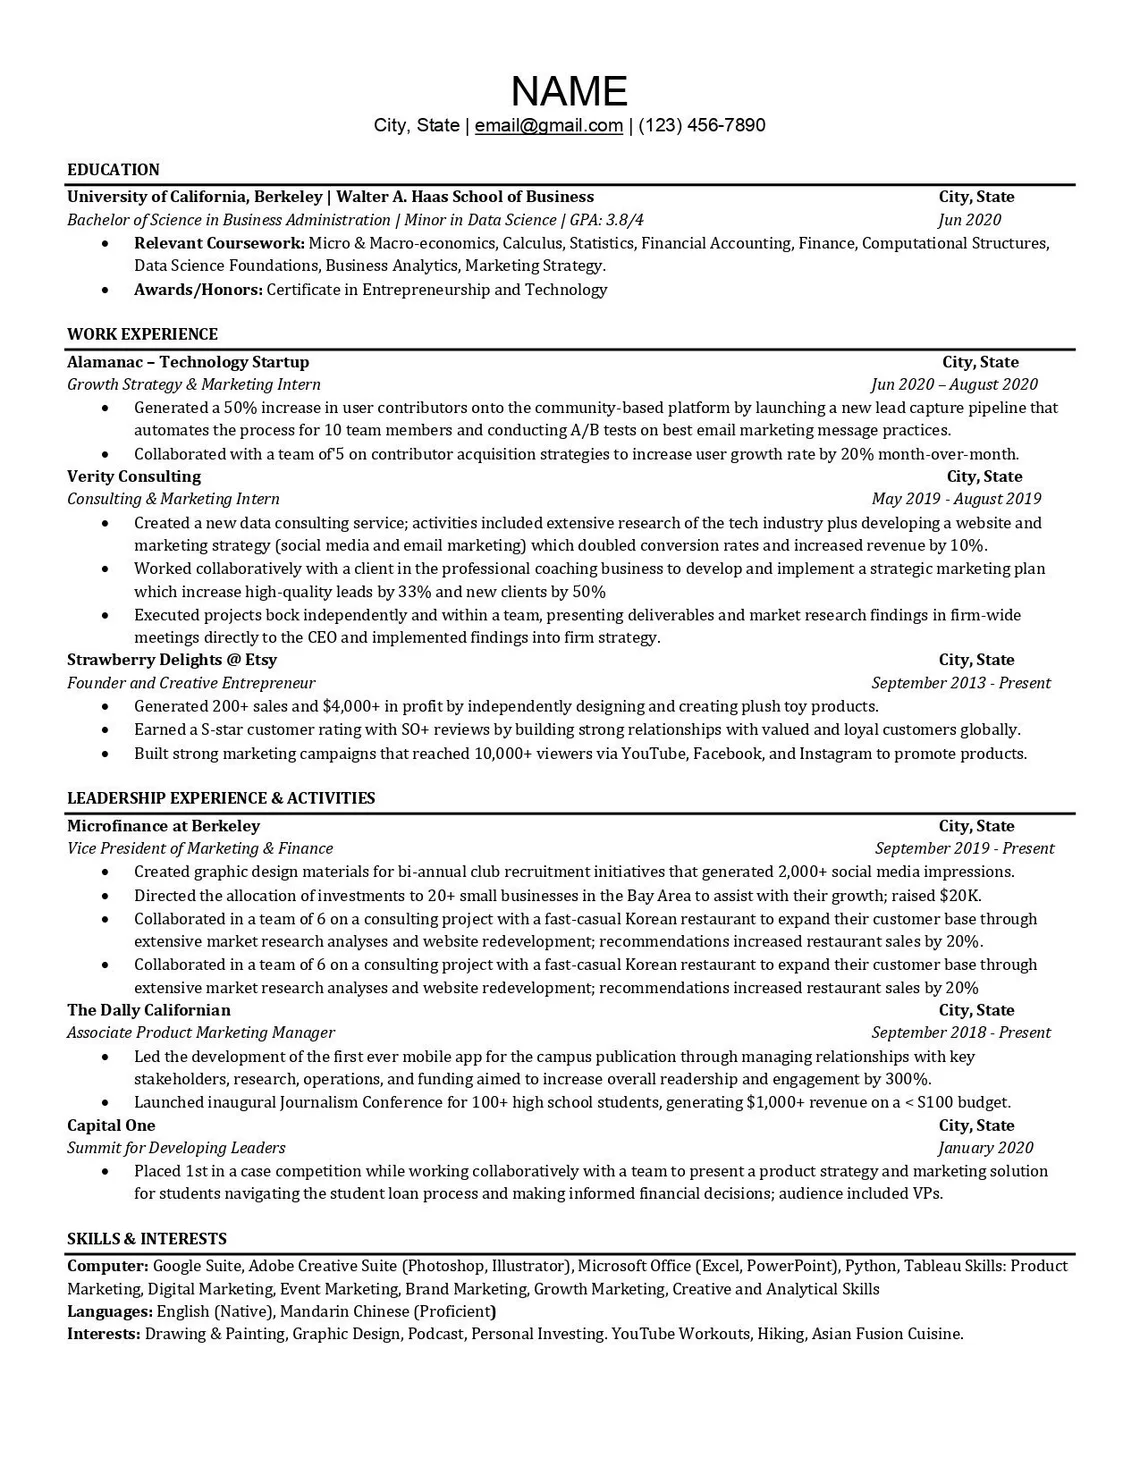 NAME
City, State | email@gmail.com | (123) 456-7890
EDUCATION
University of California, Berkeley | Walter A. Haas School of Business City, State
Bachelor of Science in Business Administration | Minor in Data Science | GPA: 3.8/4 Jun 2020
• Relevant Coursework: Micro & Macro-economics, Calculus, Statistics, Financial Accounting, Finance, Computational Structures,
Data Science Foundations, Business Analytics, Marketing Strategy.
• Awards/Honors: Certificate in Entrepreneurship and Technology
WORK EXPERIENCE
Alamanac – Technology Startup City, State
Growth Strategy & Marketing Intern Jun 2020 – August 2020
• Generated a 50% increase in user contributors onto the community-based platform by launching a new lead capture pipeline that
automates the process for 10 team members and conducting A/B tests on best email marketing message practices.
• Collaborated with a team of'5 on contributor acquisition strategies to increase user growth rate by 20% month-over-month.
Verity Consulting City, State
Consulting & Marketing Intern May 2019 - August 2019
• Created a new data consulting service; activities included extensive research of the tech industry plus developing a website and
marketing strategy (social media and email marketing) which doubled conversion rates and increased revenue by 10%.
• Worked collaboratively with a client in the professional coaching business to develop and implement a strategic marketing plan
which increase high-quality leads by 33% and new clients by 50%
• Executed projects bock independently and within a team, presenting deliverables and market research findings in firm-wide
meetings directly to the CEO and implemented findings into firm strategy.
Strawberry Delights @ Etsy City, State
Founder and Creative Entrepreneur September 2013 - Present
• Generated 200+ sales and $4,000+ in profit by independently designing and creating plush toy products.
• Earned a S-star customer rating with SO+ reviews by building strong relationships with valued and loyal customers globally.
• Built strong marketing campaigns that reached 10,000+ viewers via YouTube, Facebook, and Instagram to promote products.
LEADERSHIP EXPERIENCE & ACTIVITIES
Microfinance at Berkeley City, State
Vice President of Marketing & Finance September 2019 - Present
• Created graphic design materials for bi-annual club recruitment initiatives that generated 2,000+ social media impressions.
• Directed the allocation of investments to 20+ small businesses in the Bay Area to assist with their growth; raised $20K.
• Collaborated in a team of 6 on a consulting project with a fast-casual Korean restaurant to expand their customer base through
extensive market research analyses and website redevelopment; recommendations increased restaurant sales by 20%.
• Collaborated in a team of 6 on a consulting project with a fast-casual Korean restaurant to expand their customer base through
extensive market research analyses and website redevelopment; recommendations increased restaurant sales by 20%
The Dally Californian City, State
Associate Product Marketing Manager September 2018 - Present
• Led the development of the first ever mobile app for the campus publication through managing relationships with key
stakeholders, research, operations, and funding aimed to increase overall readership and engagement by 300%.
• Launched inaugural Journalism Conference for 100+ high school students, generating $1,000+ revenue on a < S100 budget.
Capital One City, State
Summit for Developing Leaders January 2020
• Placed 1st in a case competition while working collaboratively with a team to present a product strategy and marketing solution
for students navigating the student loan process and making informed financial decisions; audience included VPs.
SKILLS & INTERESTS
Computer: Google Suite, Adobe Creative Suite (Photoshop, Illustrator), Microsoft Office (Excel, PowerPoint), Python, Tableau Skills: Product
Marketing, Digital Marketing, Event Marketing, Brand Marketing, Growth Marketing, Creative and Analytical Skills
Languages: English (Native), Mandarin Chinese (Proficient)
Interests: Drawing & Painting, Graphic Design, Podcast, Personal Investing. YouTube Workouts, Hiking, Asian Fusion Cuisine.